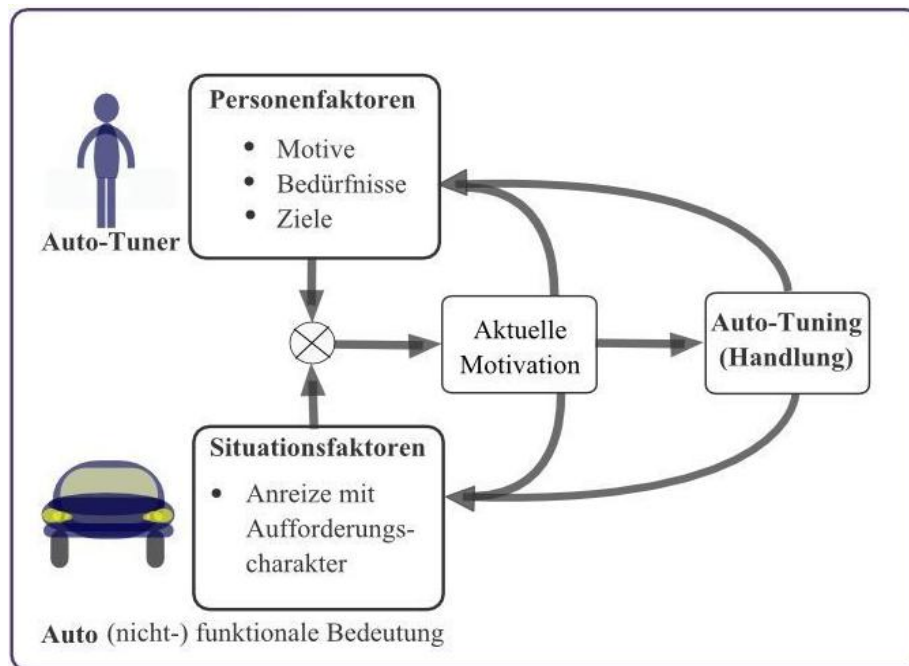 Personenfaktoren
• Motive
• Bedürfnisse
• Ziele
Auto-Tuner
Aktuelle
Motivation
Auto-Tuning
(Handlung)
Situationsfaktoren
• Anreize mit
Aufforderungs-
charakter
Auto (nicht-) funktionale Bedeutung